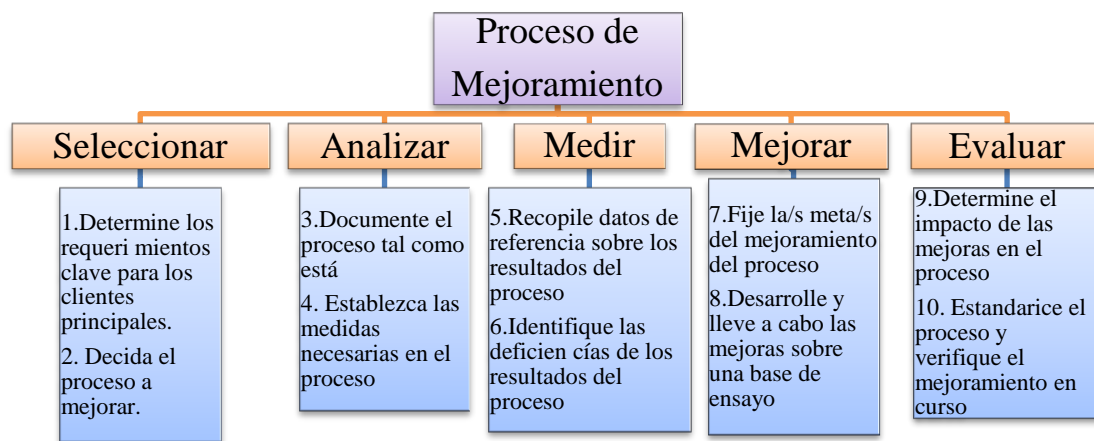 Proceso de
Mejoramiento
Seleccionar
1.Determine los
requeri mientos
clave para los
clientes
principales.
2. Decida el
proceso a
mejorar.
Analizar
3.Documente el
proceso tal como
está
4. Establezca las
medidas
necesarias en el
proceso
Medir
5.Recopile datos de
referencia sobre los
resultados del
proceso
6.Identifique las
deficien cías de los
resultados del
proceso
Mejorar
7.Fije la/s meta/s
del mejoramiento
del proceso
8.Desarrolle y
lleve a cabo las
mejoras sobre
una base de
ensayo
Evaluar
9.Determine el
impacto de las
mejoras en el
proceso
10. Estandarice el
proceso y
verifique el
mejoramiento en
curso